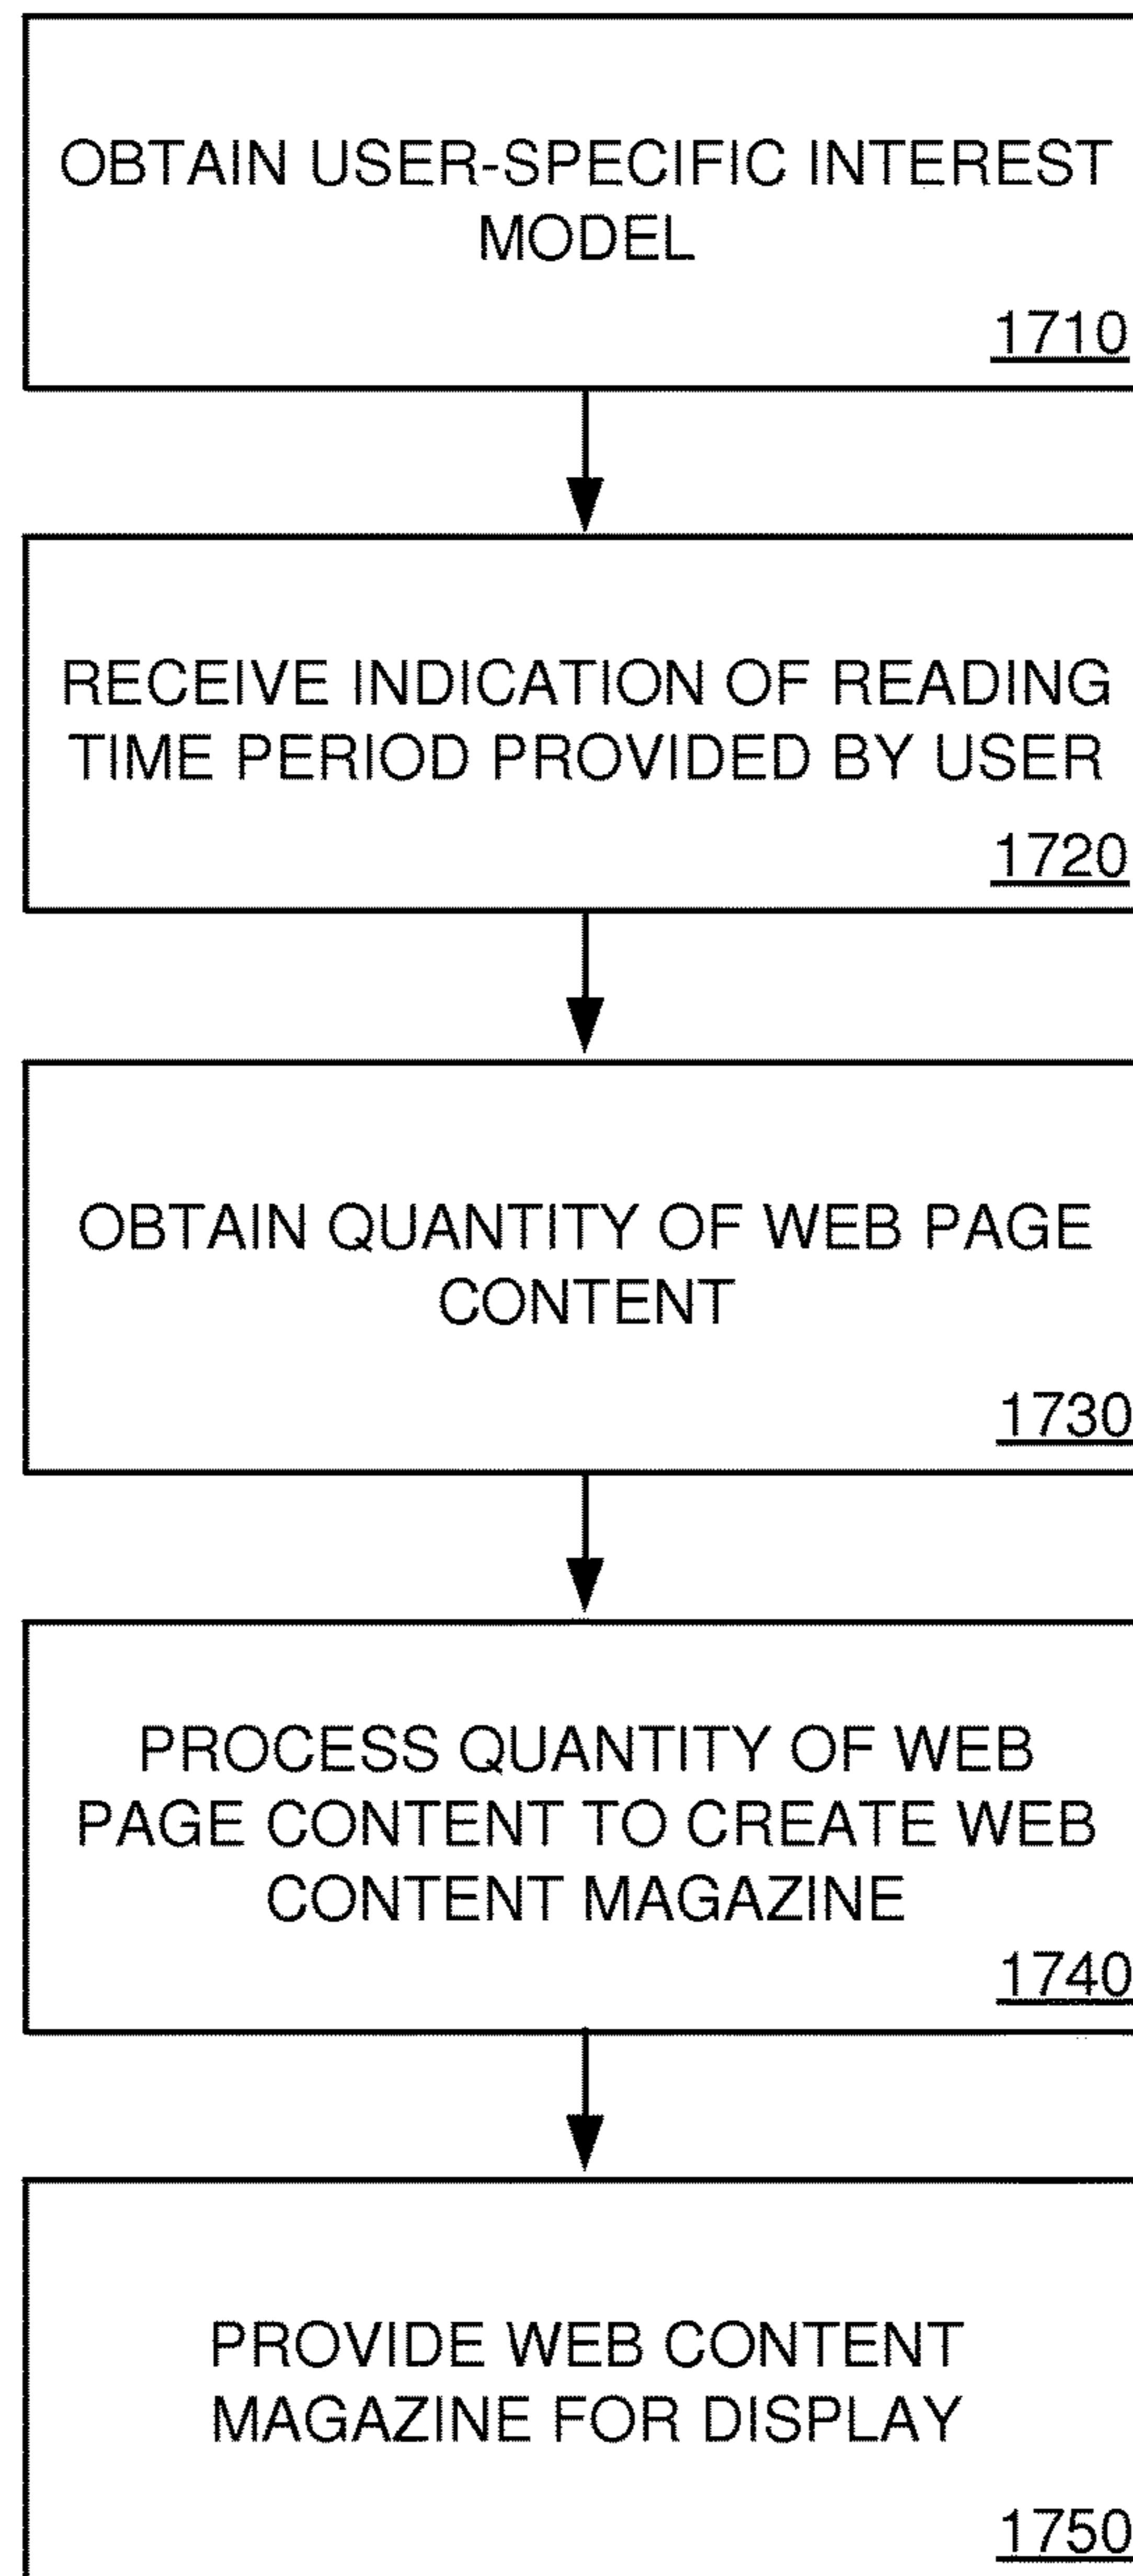 OBTAIN USER-SPECIFIC INTEREST
MODEL
1710
RECEIVE INDICATION OF READING
TIME PERIOD PROVIDED BY USER
1720
OBTAIN QUANTITY OF WEB PAGE
CONTENT
1730
PROCESS QUANTITY OF WEB
PAGE CONTENT TO CREATE WEB
CONTENT MAGAZINE
1740
PROVIDE WEB CONTENT
MAGAZINE FOR DISPLAY
1750